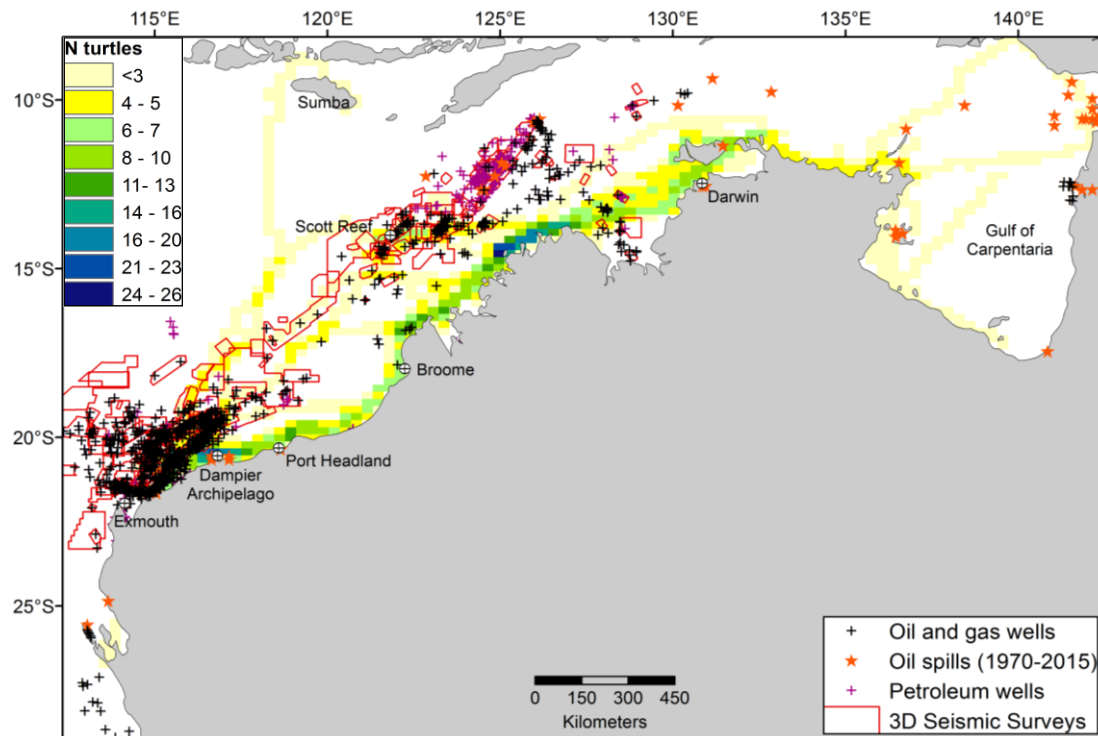 115°E 120°E 125°E 130°E 135°E 140°E
N turtles
<3
4 - 5
6 - 7
8 - 10
11- 13
14 - 16
16 - 20
21 - 23
24 - 26
10°S
15°S
20°S
25°S
Sumba
Scott Reef
Darwin
Gulf of
Carpentaria
Broome
Port Headland
Dampier
Archipelago
Exmouth
0 150 300 450
Kilometers
Oil and gas wells
Oil spills (1970-2015)
Petroleum wells
3D Seismic Surveys